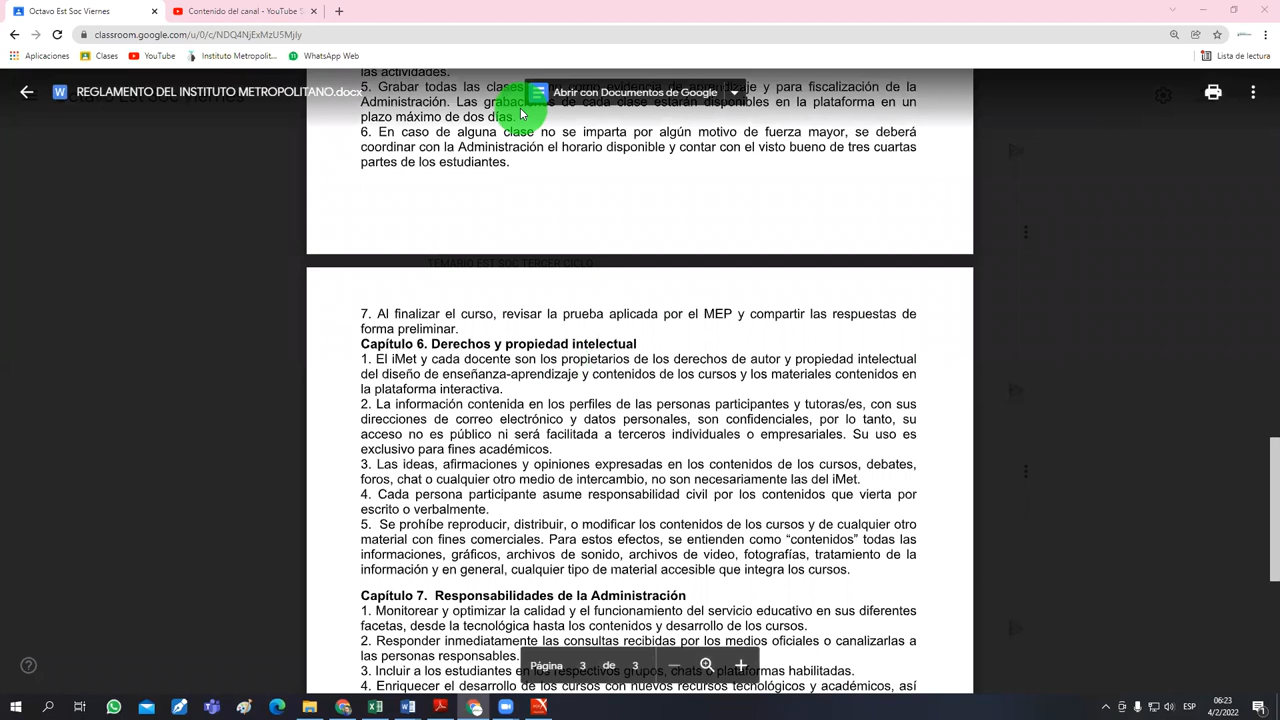 Octavo Est Soc Viernes
Contenido del canal - YouTube S
classroom.google.com/u/0/c/NDQ4NjExMzU5Mjly
Aplicaciones
Clases
YouTube
Instituto Metropolit...
WhatsApp Web
Lista de lectura
las actividades.
REGLAMENTO DEL INSTITUTO METROPOLITANO.docx
Abrir con Documentos de Google
5. Grabar todas las clases como evidencia de aprendizaje y para fiscalización de la
Administración. Las grabaciones de cada clase estarán disponibles en la plataforma en un
plazo máximo de dos días.
6. En caso de alguna clase no se imparta por algún motivo de fuerza mayor, se deberá
coordinar con la Administración el horario disponible y contar con el visto bueno de tres cuartas
partes de los estudiantes.
TEMARIO EST SOC TERCER CICLO
7. Al finalizar el curso, revisar la prueba aplicada por el MEP y compartir las respuestas de
forma preliminar.
Capítulo 6. Derechos y propiedad intelectual
1. El iMet y cada docente son los propietarios de los derechos de autor y propiedad intelectual
del diseño de enseñanza-aprendizaje y contenidos de los cursos y los materiales contenidos en
la plataforma interactiva.
2. La información contenida en los perfiles de las personas participantes y tutoras/es, con sus
direcciones de correo electrónico y datos personales, son confidenciales, por lo tanto, su
acceso no es público ni será facilitada a terceros individuales o empresariales. Su uso es
exclusivo para fines académicos.
3. Las ideas, afirmaciones y opiniones expresadas en los contenidos de los cursos, debates,
foros, chat o cualquier otro medio de intercambio, no son necesariamente las del iMet.
4. Cada persona participante asume responsabilidad civil por los contenidos que vierta por
escrito o verbalmente.
5. Se prohíbe reproducir, distribuir, o modificar los contenidos de los cursos y de cualquier otro
material con fines comerciales. Para estos efectos, se entienden como “contenidos” todas las
informaciones, gráficos, archivos de sonido, archivos de video, fotografías, tratamiento de la
información y en general, cualquier tipo de material accesible que integra los cursos.
Capítulo 7. Responsabilidades de la Administración
1. Monitorear y optimizar la calidad y el funcionamiento del servicio educativo en sus diferentes
facetas, desde la tecnológica hasta los contenidos y desarrollo de los cursos.
2. Responder inmediatamente las consultas recibidas por los medios oficiales o canalizarlas a
las personas responsables.
Página 3 de 3
3. Incluir a los estudiantes en los respectivos grupos, chats o plataformas habilitadas.
4. Enriquecer el desarrollo de los cursos con nuevos recursos tecnológicos y académicos, así
ESP
06:23
4/2/2022